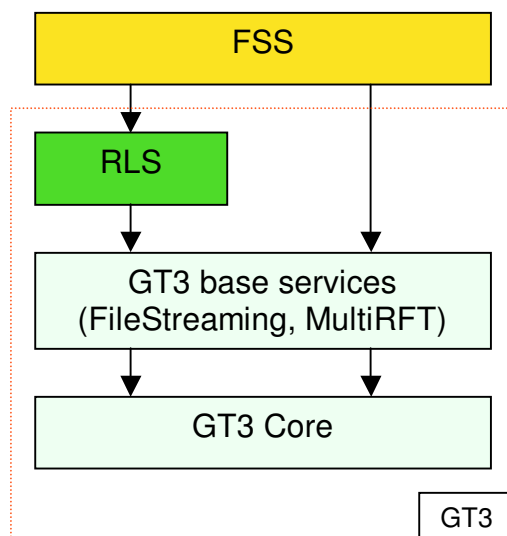 FSS
RLS
GT3 base services
(FileStreaming, MultiRFT)
GT3 Core
GT3